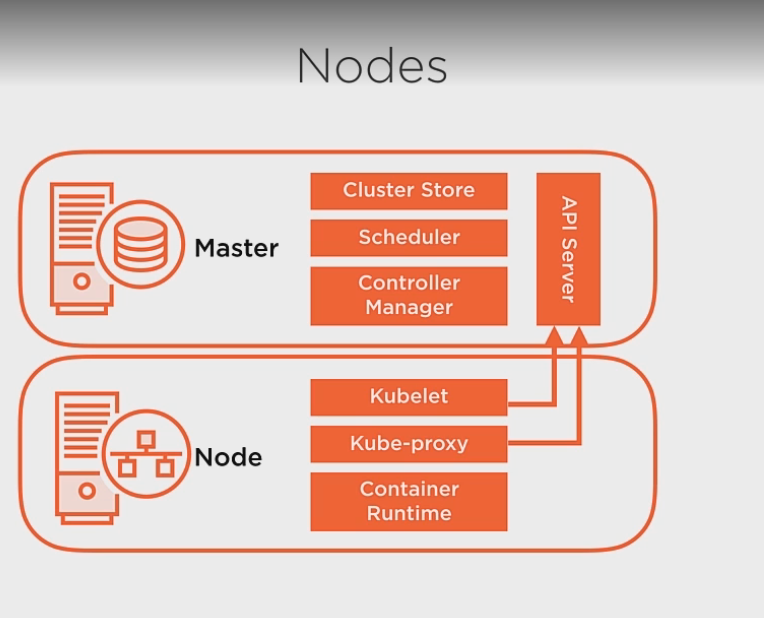 Nodes
Master
Cluster Store
Scheduler
Controller
Manager
API Server
Node
Kubelet
Kube-proxy
Container
Runtime